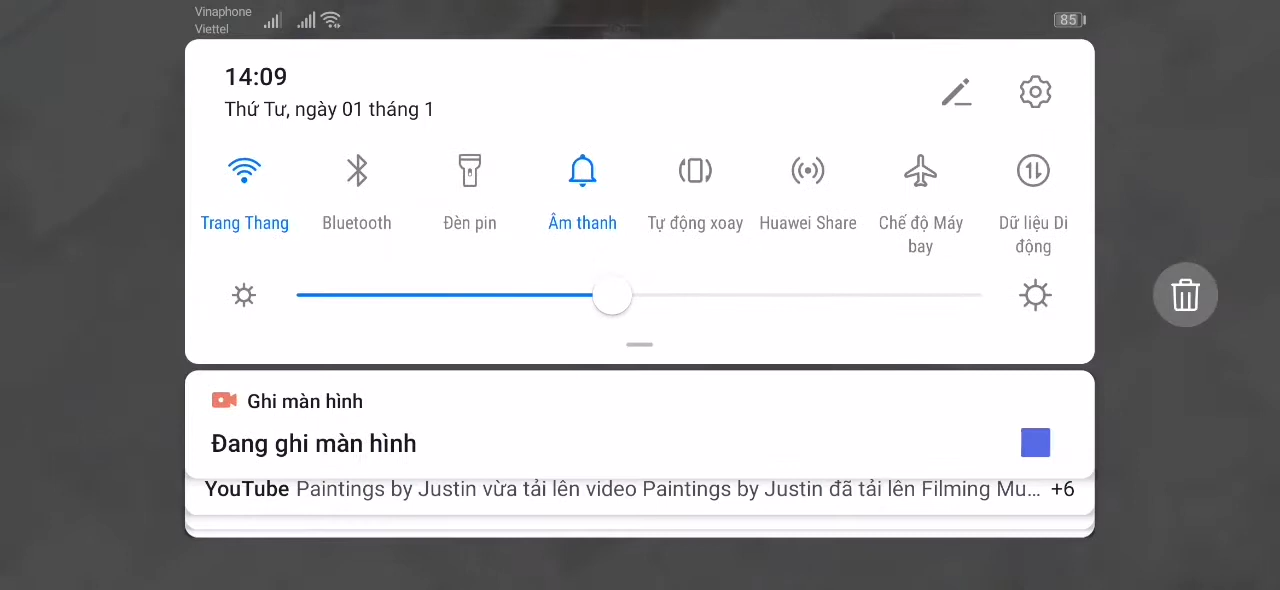 Vinaphone
Viettel
85
14:09
Thứ Tư, ngày 01 tháng 1
Trang Thang
Bluetooth
Đèn pin
Âm thanh
Tự động xoay
Huawei Share
Chế độ Máy
bay
Dữ liệu Di
động
Ghi màn hình
Đang ghi màn hình
YouTube Paintings by Justin vừa tải lên video Paintings by Justin đã tải lên Filming Mu... +6